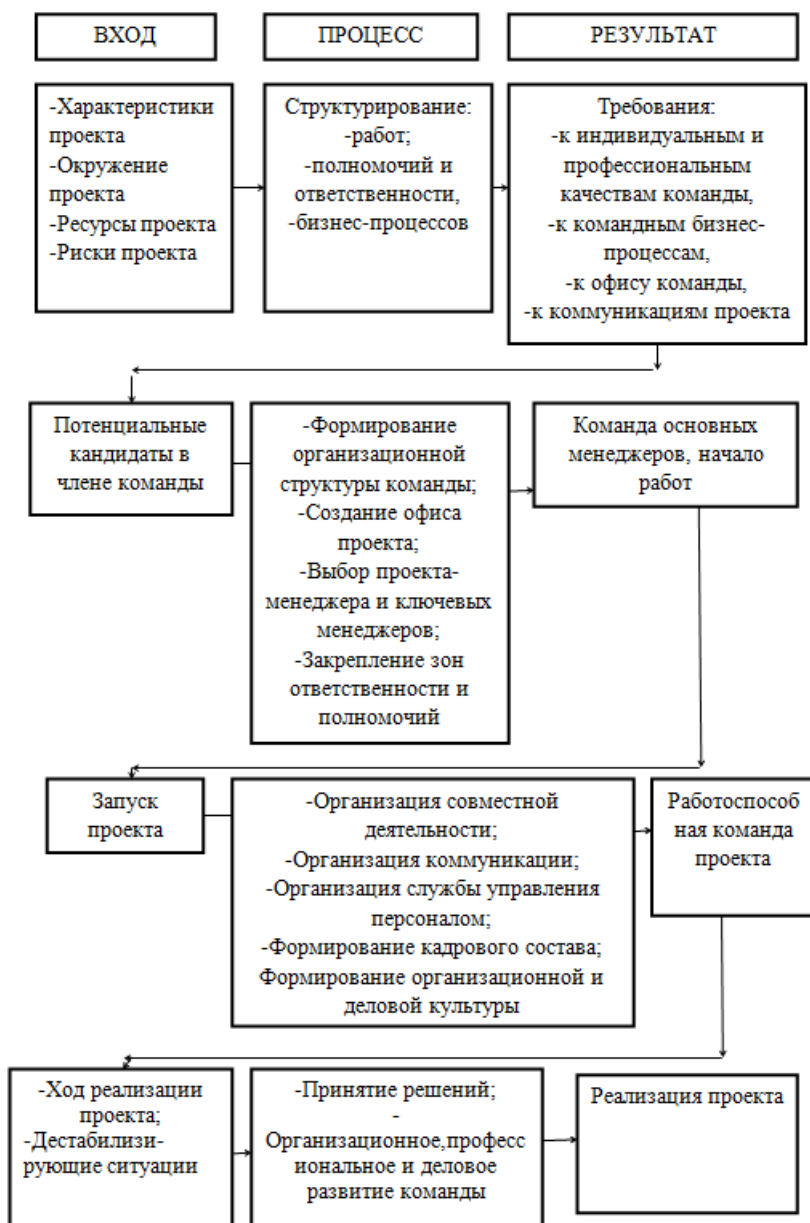 ВХОД
ПРОЦЕСС
РЕЗУЛЬТАТ
-Характеристики
проекта
-Окружение
проекта
-Ресурсы проекта
-Риски проекта
Структурирование:
-работ;
-полномочий и
ответственности,
-бизнес-процессов
Требования:
-к индивидуальным и
профессиональным
качествам команды,
-к командным бизнес-
процессам,
-к офису команды,
-к коммуникациям проекта
Потенциальные
кандидаты в
члене команды
-Формирование
организационной
структуры команды;
-Создание офиса
проекта;
-Выбор проекта-
менеджера и ключевых
менеджеров;
-Закрепление зон
ответственности и
полномочий
Команда основных
менеджеров, начало
работ
Запуск
проекта
-Организация совместной
деятельности;
-Организация коммуникации;
-Организация службы управления
персоналом;
-Формирование кадрового состава;
Формирование организационной и
деловой культуры
Работоспособ
ная команда
проекта
-Ход реализации
проекта;
-Дестабилизи-
рующие ситуации
-Принятие решений;
-
Организационное,професс
иональное и деловое
развитие команды
Реализация проекта